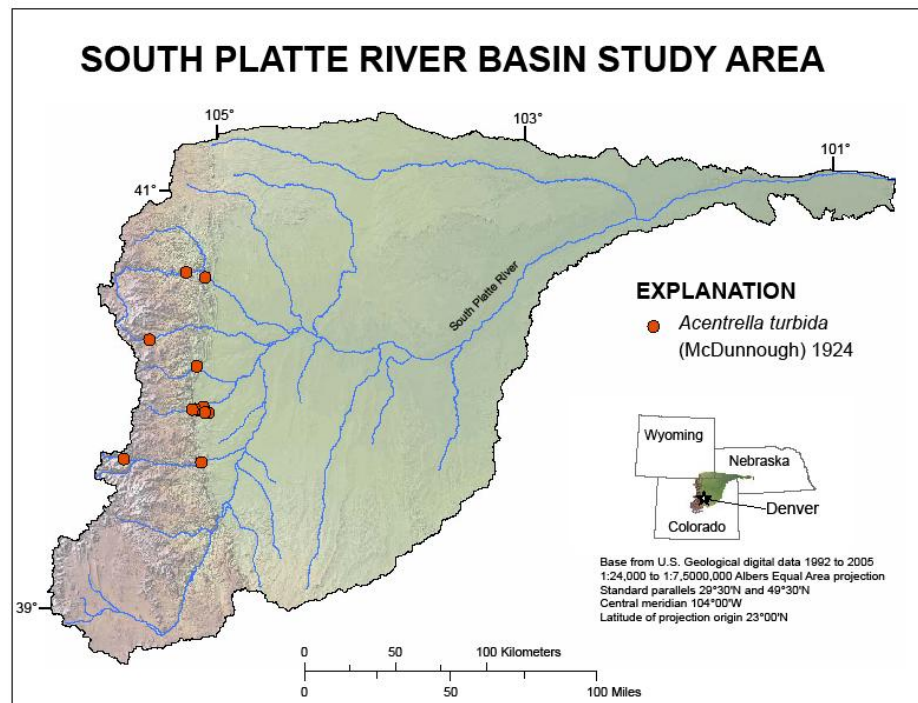 SOUTH PLATTE RIVER BASIN STUDY AREA
105°
103°
101°
41°
South Platte River
EXPLANATION
Acentrella turbida
(McDunnough) 1924
Wyoming
Nebraska
Denver
Colorado
39°
Base from U.S. Geological digital data 1992 to 2005
1:24,000 to 1:7,5000,000 Albers Equal Area projection
Standard parallels 29°30'N and 49°30'N
Central meridian 104°00'W
Latitude of projection origin 23°00'N
0 50 100 Kilometers
0 50 100 Miles